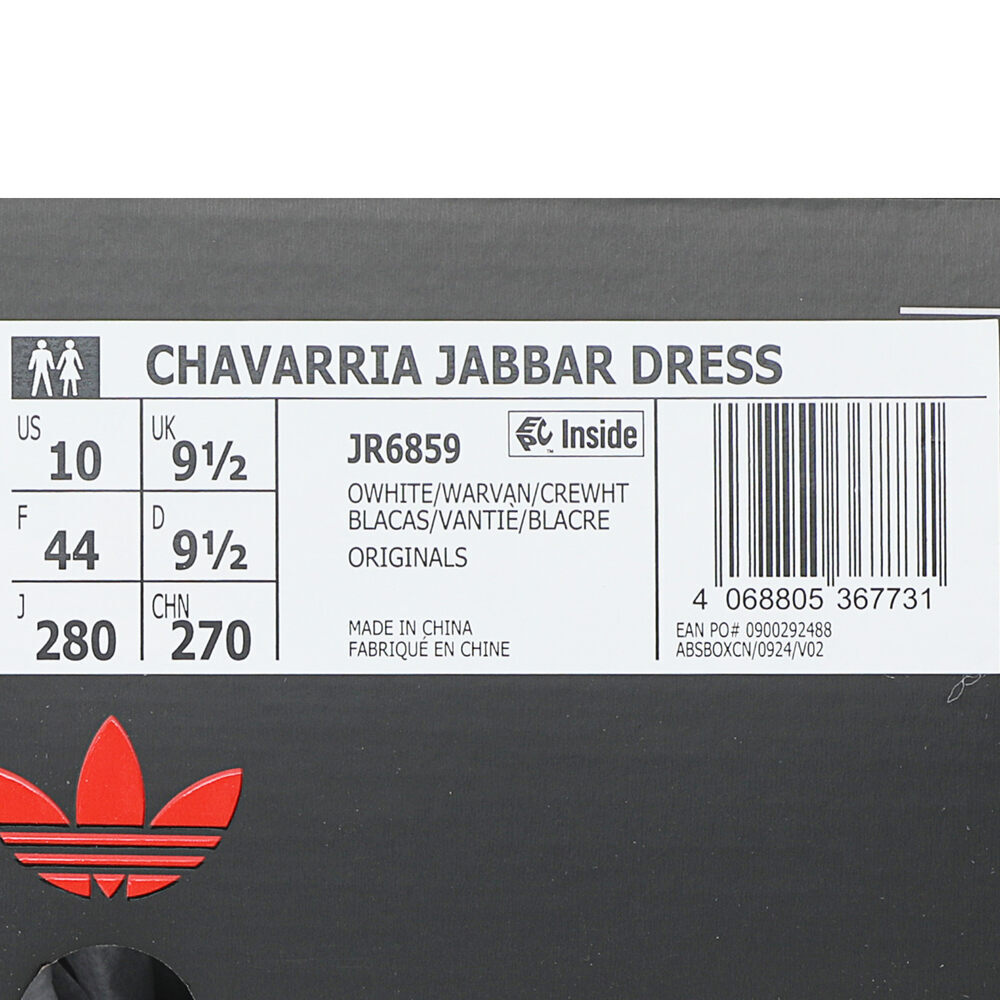 CHAVARRIA JABBAR DRESS
US 10
UK 9½
F 44
D 9½
J 280
CHN 270
JR6859
Inside
OWHITE/WARVAN/CREWHT
BLACAS/VANTIÈ/BLACRE
ORIGINALS
MADE IN CHINA
FABRIQUÉ EN CHINE
4 068805 367731
EAN PO# 0900292488
ABSBOXCN/0924/V02